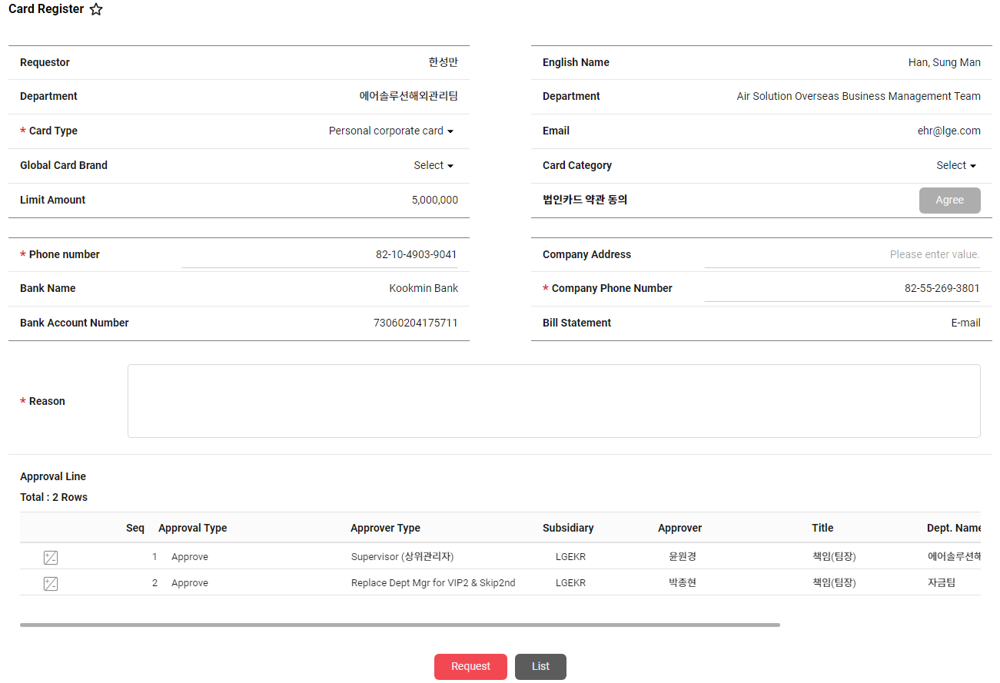 Card Register
Requestor 한성만
English Name Han, Sung Man
Department 에어솔루션해외관리팀
Department Air Solution Overseas Business Management Team
* Card Type Personal corporate card
Email ehr@lge.com
Global Card Brand Select
Card Category Select
Limit Amount 5,000,000
법인카드 약관 동의 Agree
* Phone number 82-10-4903-9041
Company Address Please enter value.
Bank Name Kookmin Bank
* Company Phone Number 82-55-269-3801
Bank Account Number 73060204175711
Bill Statement E-mail
* Reason
Approval Line
Total : 2 Rows
Seq Approval Type Approver Type Subsidiary Approver Title Dept. Name
1 Approve Supervisor (상위관리자) LGEKR 윤원경 책임(팀장) 에어솔루션해
2 Approve Replace Dept Mgr for VIP2 & Skip2nd LGEKR 박종현 책임(팀장) 자금팀
Request List